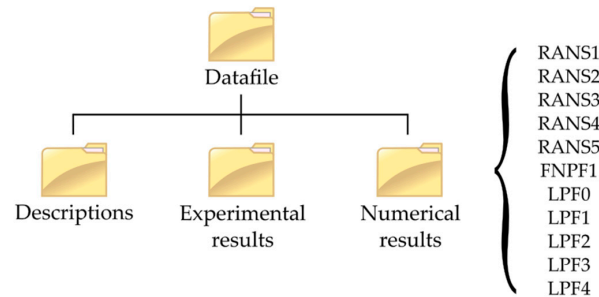 Datafile
Descriptions
Experimental
results
Numerical
results
RANS1
RANS2
RANS3
RANS4
RANS5
FNPF1
LPF0
LPF1
LPF2
LPF3
LPF4